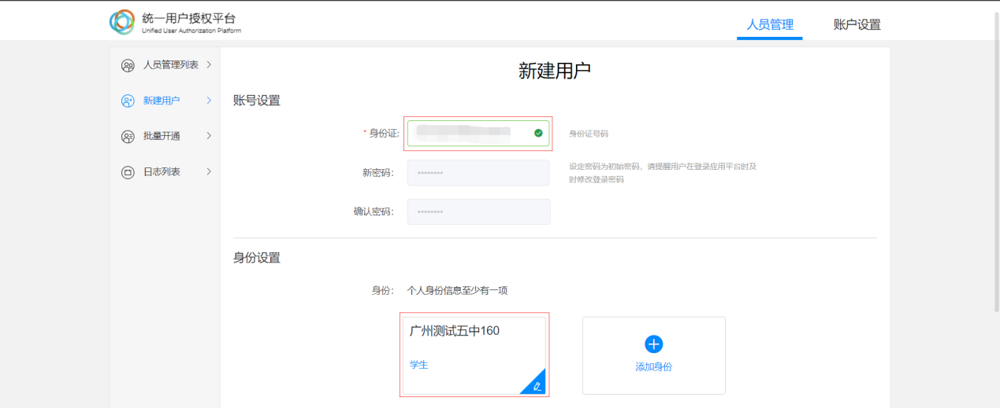 统一用户授权平台
Unified User Authorization Platform
人员管理
账户设置
人员管理列表
新建用户
批量开通
日志列表
新建用户
账号设置
* 身份证:
身份证号码
新密码:
••••••••
设定密码为初始密码，请提醒用户在登录应用平台时及
时修改登录密码
确认密码:
••••••••
身份设置
身份:
个人身份信息至少有一项
广州测试五中160
学生
添加身份